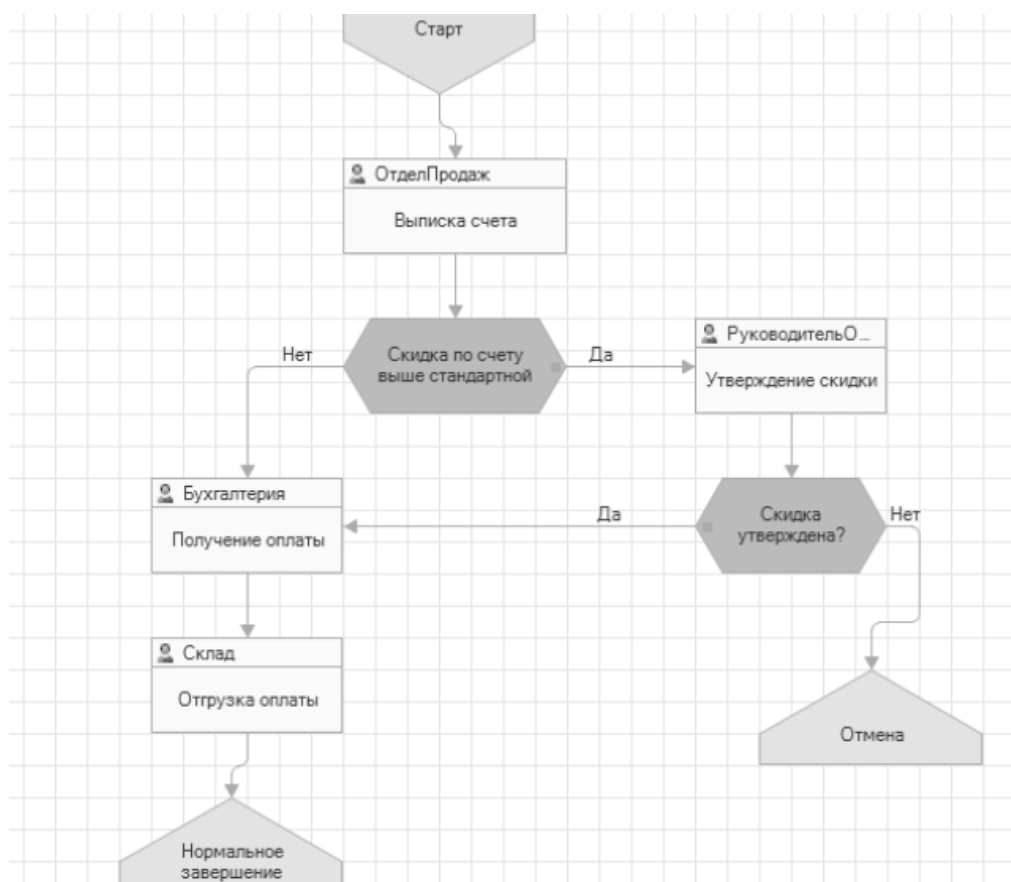 Старт
ОтделПродаж
Выписка счета
Скидка по счету
выше стандартной
Нет
Да
РуководительО...
Утверждение скидки
Бухгалтерия
Получение оплаты
Да
Скидка
утверждена?
Нет
Склад
Отгрузка оплаты
Отмена
Нормальное
завершение